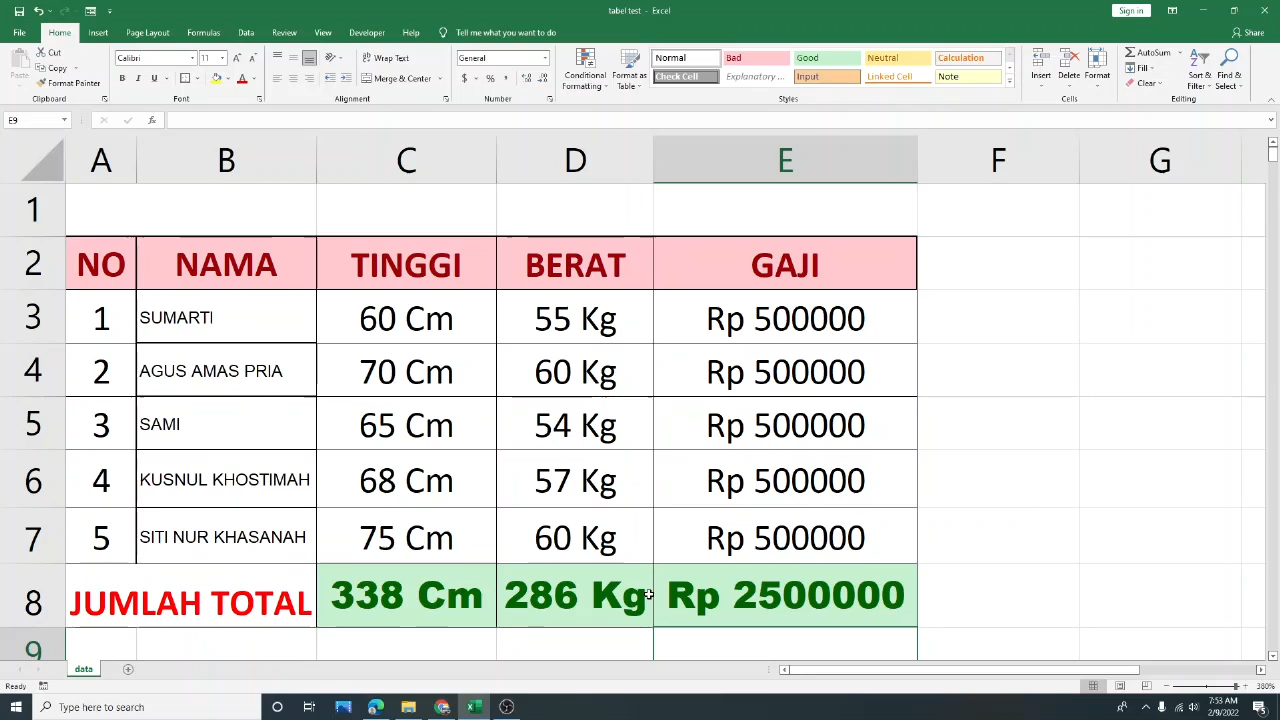 tabel test - Excel
Sign in
File Home Insert Page Layout Formulas Data Review View Developer Help Tell me what you want to do Share
Paste Cut Copy Format Painter
Clipboard
Calibri 11
B I U
Font
Wrap Text
Merge & Center
Alignment
General
Number
Conditional Formatting
Format as Table
Normal Bad Good Neutral Calculation
Check Cell Explanatory ... Input Linked Cell Note
Styles
Insert Delete Format
Cells
AutoSum Fill Clear
Sort & Filter
Find & Select
Editing
E9
A B C D E F G
1
2 NO NAMA TINGGI BERAT GAJI
3 1 SUMARTI 60 Cm 55 Kg Rp 500000
4 2 AGUS AMAS PRIA 70 Cm 60 Kg Rp 500000
5 3 SAMI 65 Cm 54 Kg Rp 500000
6 4 KUSNUL KHOSTIMAH 68 Cm 57 Kg Rp 500000
7 5 SITI NUR KHASANAH 75 Cm 60 Kg Rp 500000
8 JUMLAH TOTAL 338 Cm 286 Kg Rp 2500000
9
data
Ready
380%
Type here to search
7:53 AM
2/9/2022